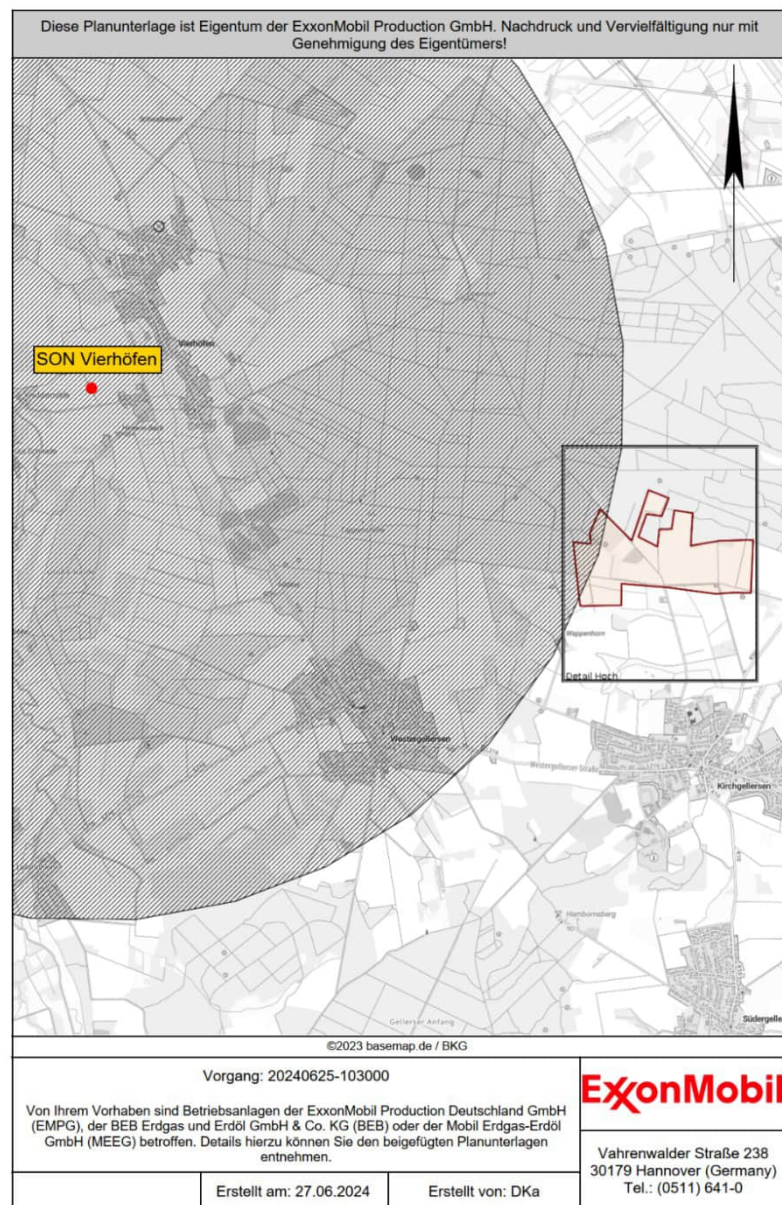 Diese Planunterlage ist Eigentum der ExxonMobil Production GmbH. Nachdruck und Vervielfältigung nur mit
Genehmigung des Eigentümers!
Vierhöfen
SON Vierhöfen
Wappenhorn
Detail Hoch
Westergellersen
Westergellerser Straße
Kirchgellersen
Gellerser Anfang
©2023 basemap.de / BKG
Vorgang: 20240625-103000
Von Ihrem Vorhaben sind Betriebsanlagen der ExxonMobil Production Deutschland GmbH
(EMPG), der BEB Erdgas und Erdöl GmbH & Co. KG (BEB) oder der Mobil Erdgas-Erdöl
GmbH (MEEG) betroffen. Details hierzu können Sie den beigefügten Planunterlagen
entnehmen.
Erstellt am: 27.06.2024
Erstellt von: DKa
ExxonMobil
Vahrenwalder Straße 238
30179 Hannover (Germany)
Tel.: (0511) 641-0